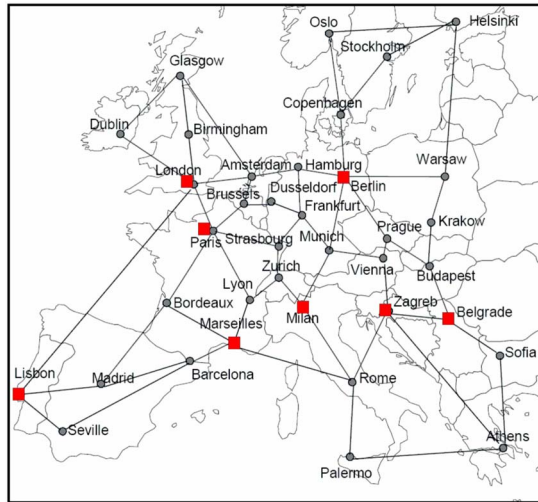 Oslo
Helsinki
Stockholm
Glasgow
Copenhagen
Dublin
Birmingham
London
Amsterdam
Hamburg
Warsaw
Berlin
Brussels
Dusseldorf
Frankfurt
Krakow
Paris
Strasbourg
Munich
Prague
Zurich
Vienna
Budapest
Lyon
Bordeaux
Zagreb
Marseilles
Milan
Belgrade
Sofia
Lisbon
Madrid
Barcelona
Rome
Seville
Athens
Palermo